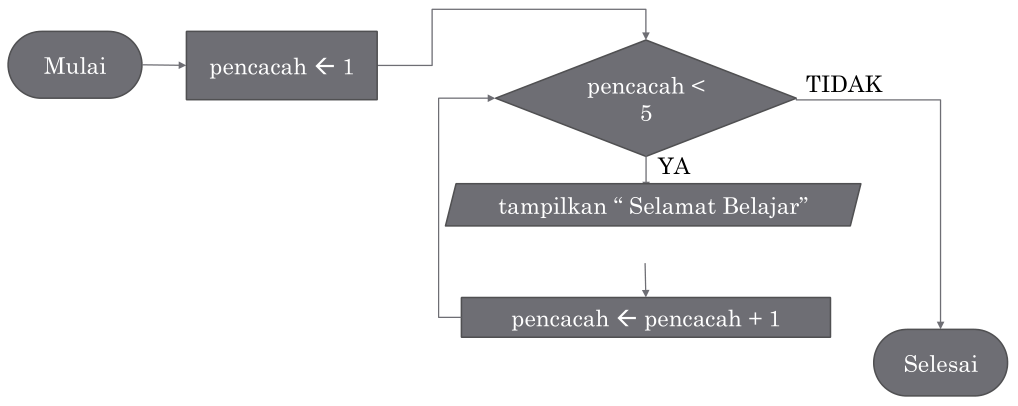 Mulai
pencacah ← 1
pencacah <
5
TIDAK
YA
tampilkan “ Selamat Belajar”
pencacah ← pencacah + 1
Selesai